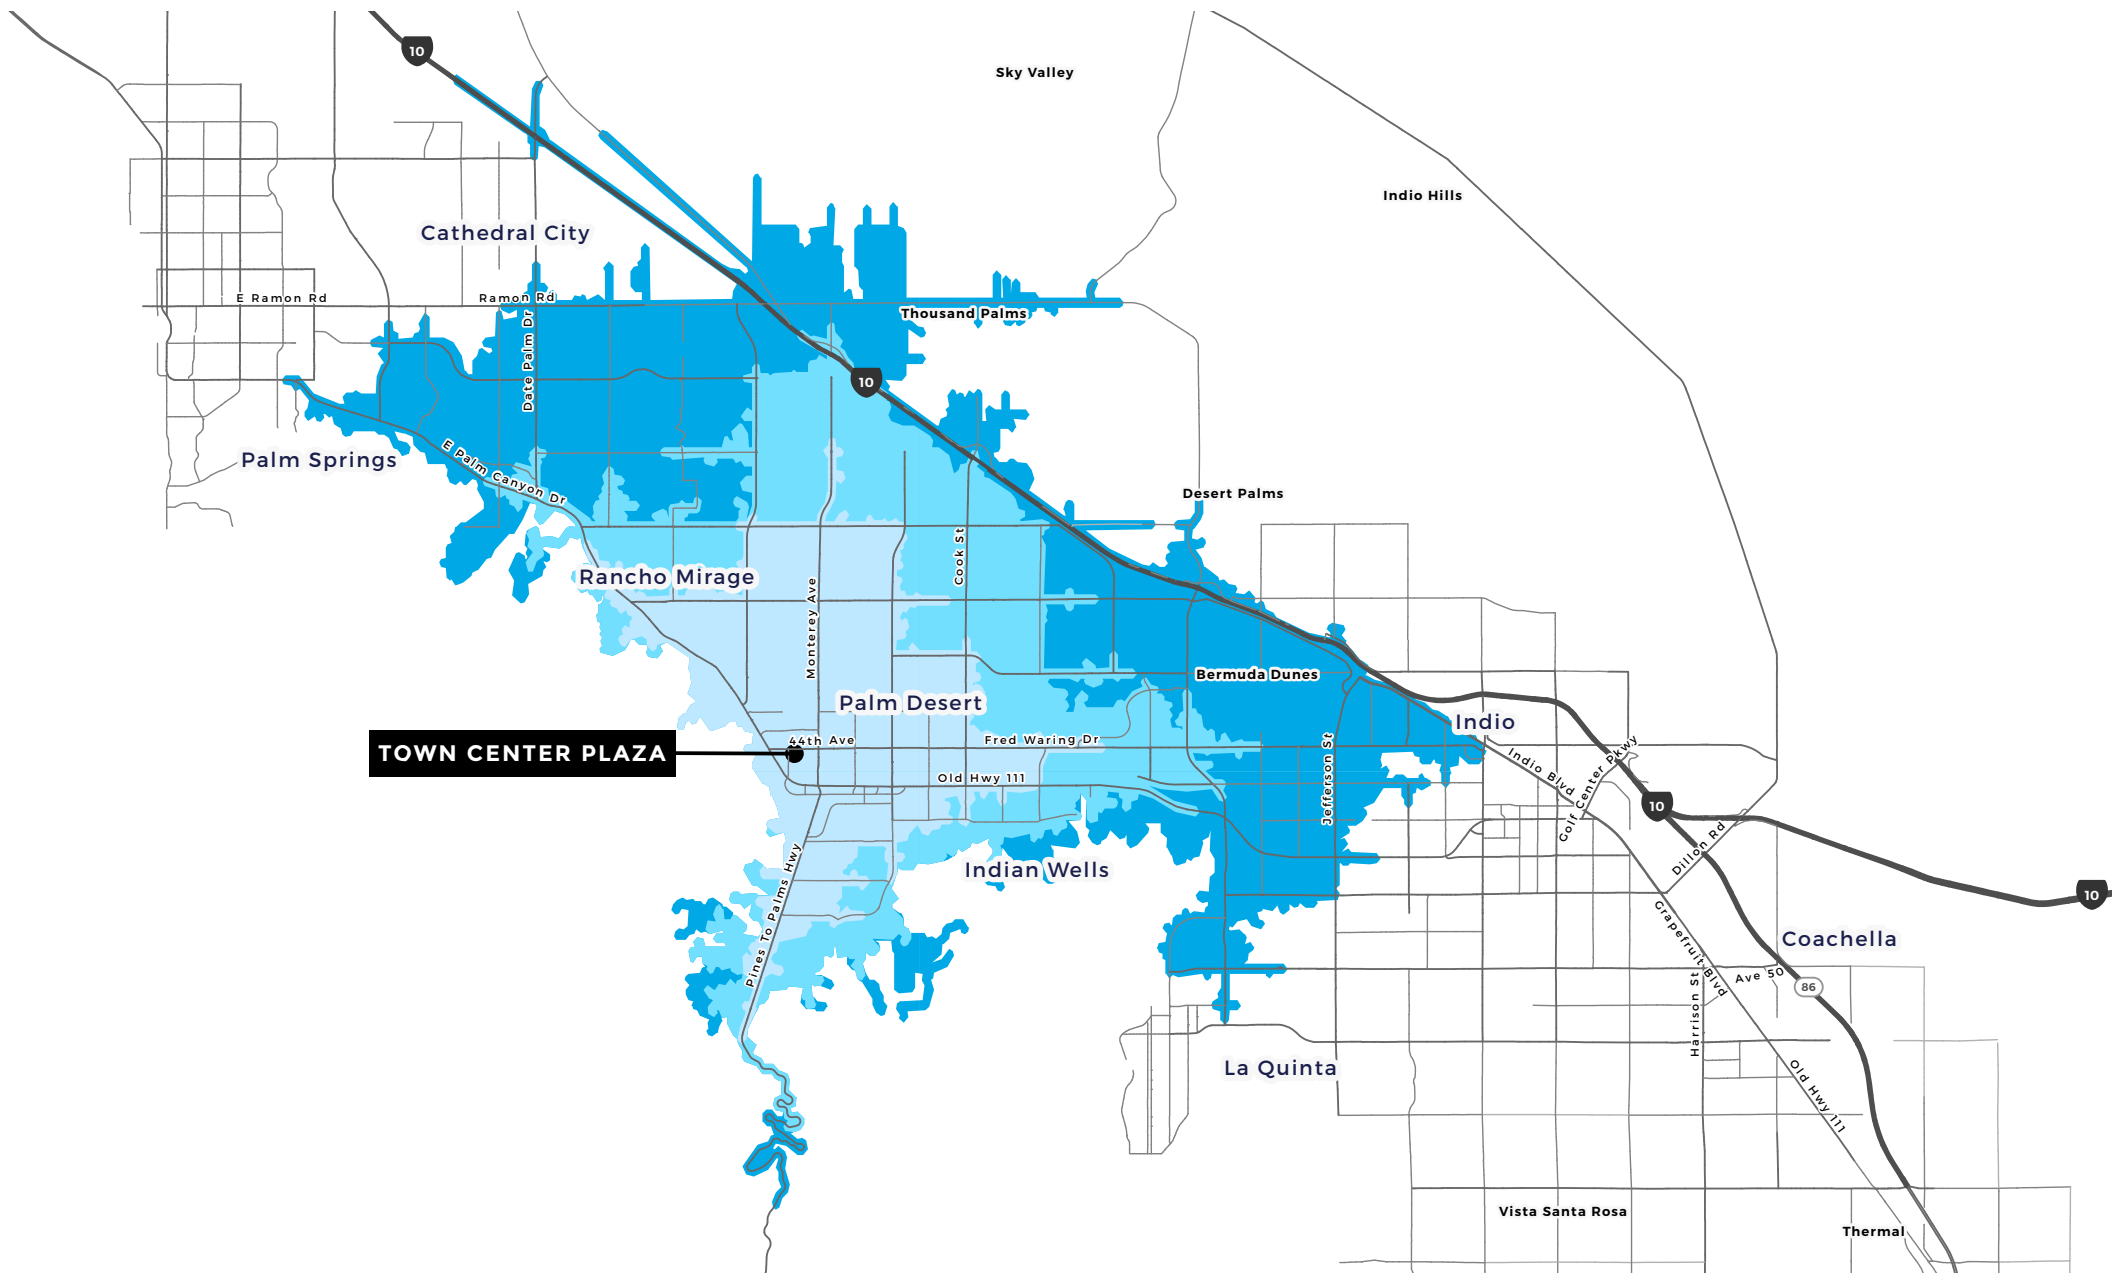 10
Sky Valley
Indio Hills
Cathedral City
E Ramon Rd
Ramon Rd
Thousand Palms
Date Palm Dr
10
Palm Springs
E Palm Canyon Dr
Desert Palms
Cook St
Rancho Mirage
Monterey Ave
Bermuda Dunes
Palm Desert
Indio
44th Ave
Fred Waring Dr
TOWN CENTER PLAZA
Old Hwy 111
Jefferson St
Indio Blvd
Golf Center Pkwy
10
Dillon Rd
Indian Wells
Pines To Palms Hwy
10
Grapefruit Blvd
Coachella
Ave 50
86
Harrison St
La Quinta
Old Hwy 111
Vista Santa Rosa
Thermal